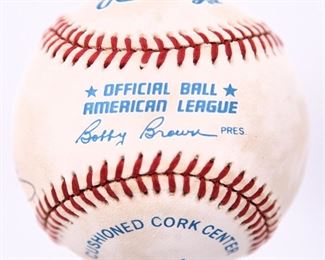 ★ OFFICIAL BALL ★
AMERICAN LEAGUE
Bobby Brown PRES.
CUSHIONED CORK CENTER